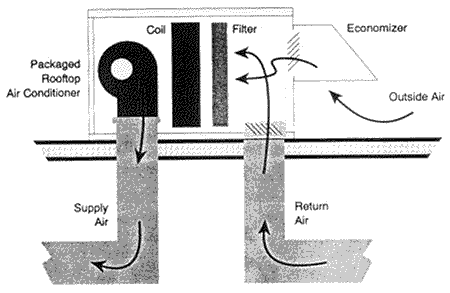 Coil
Filter
Economizer
Packaged
Rooftop
Air Conditioner
Outside Air
Supply
Air
Return
Air